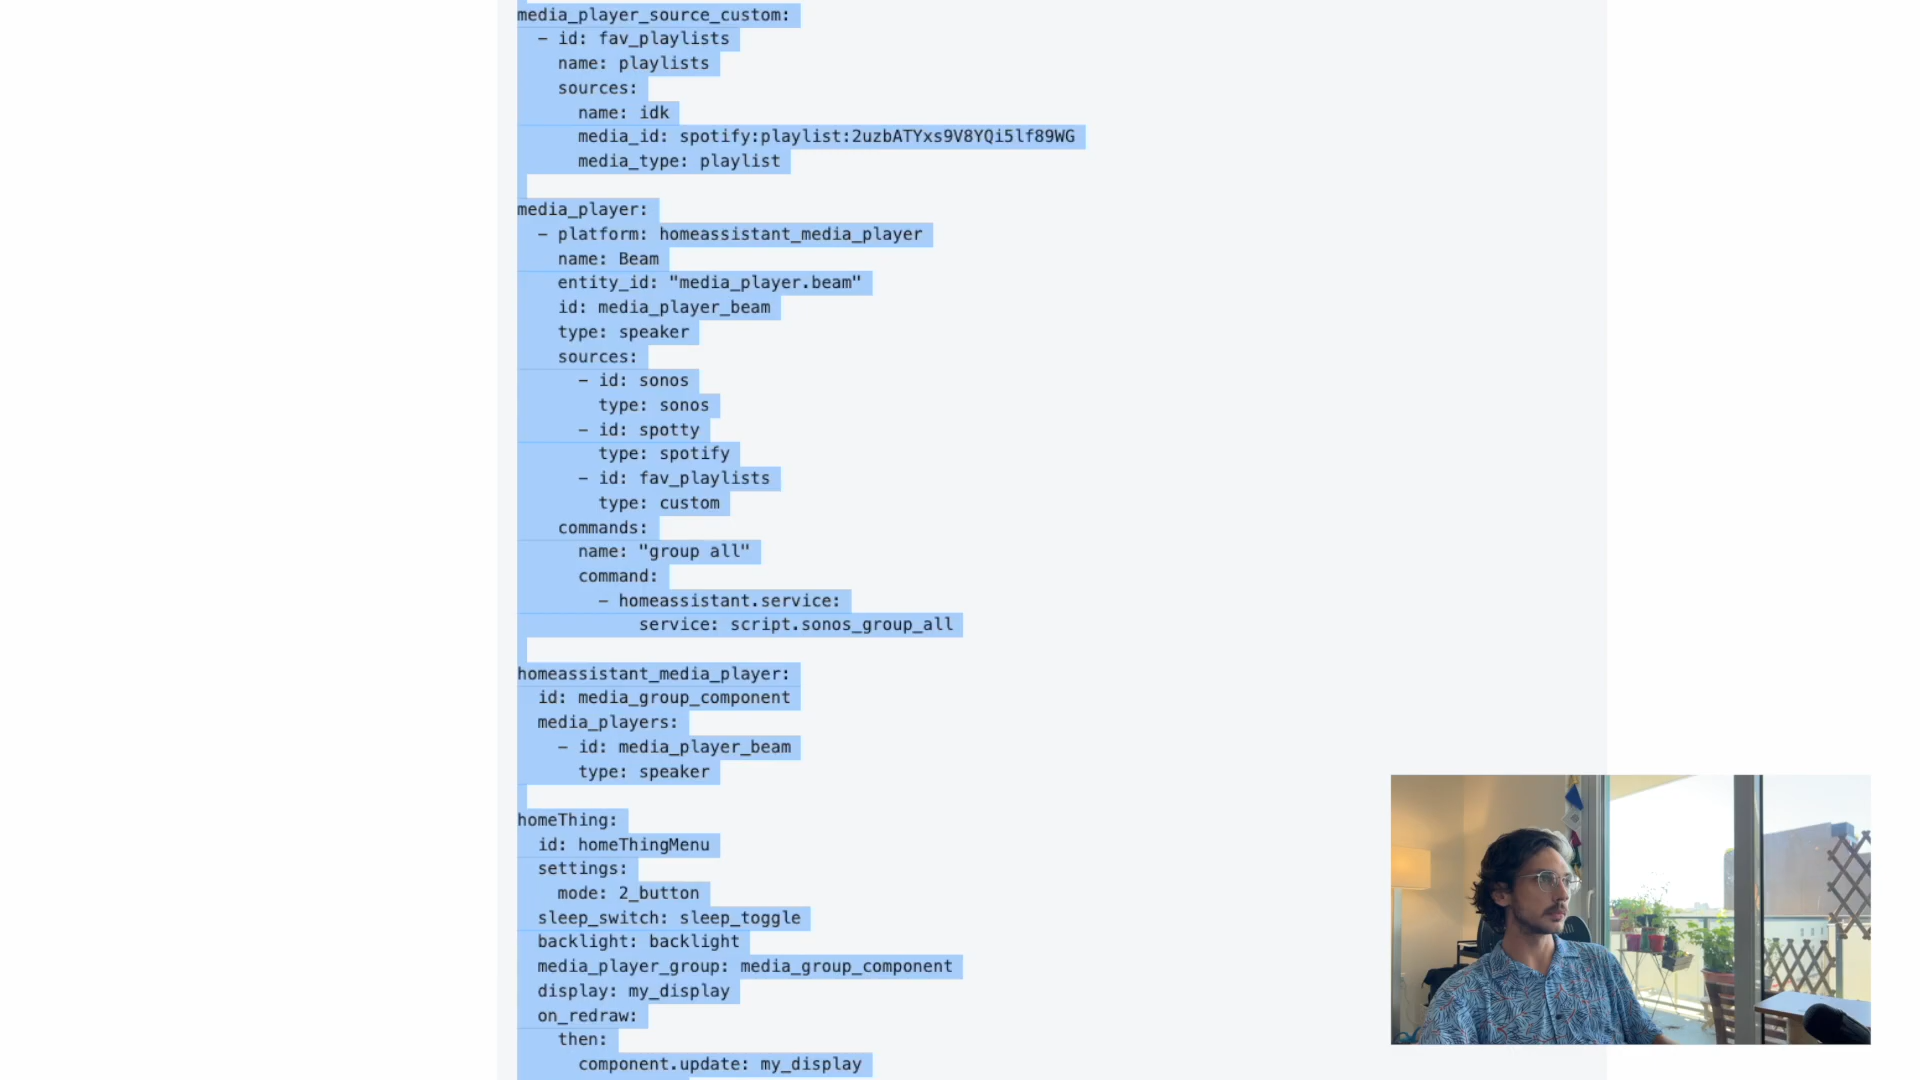 media_player_source_custom:
  - id: fav_playlists
    name: playlists
    sources:
      name: idk
      media_id: spotify:playlist:2uzbATYxs9V8YQi5lf89WG
      media_type: playlist

media_player:
  - platform: homeassistant_media_player
    name: Beam
    entity_id: "media_player.beam"
    id: media_player_beam
    type: speaker
    sources:
      - id: sonos
        type: sonos
      - id: spotty
        type: spotify
      - id: fav_playlists
        type: custom
    commands:
      name: "group all"
      command:
        - homeassistant.service:
            service: script.sonos_group_all

homeassistant_media_player:
  id: media_group_component
  media_players:
    - id: media_player_beam
      type: speaker

homeThing:
  id: homeThingMenu
  settings:
    mode: 2_button
  sleep_switch: sleep_toggle
  backlight: backlight
  media_player_group: media_group_component
  display: my_display
  on_redraw:
    then:
      component.update: my_display